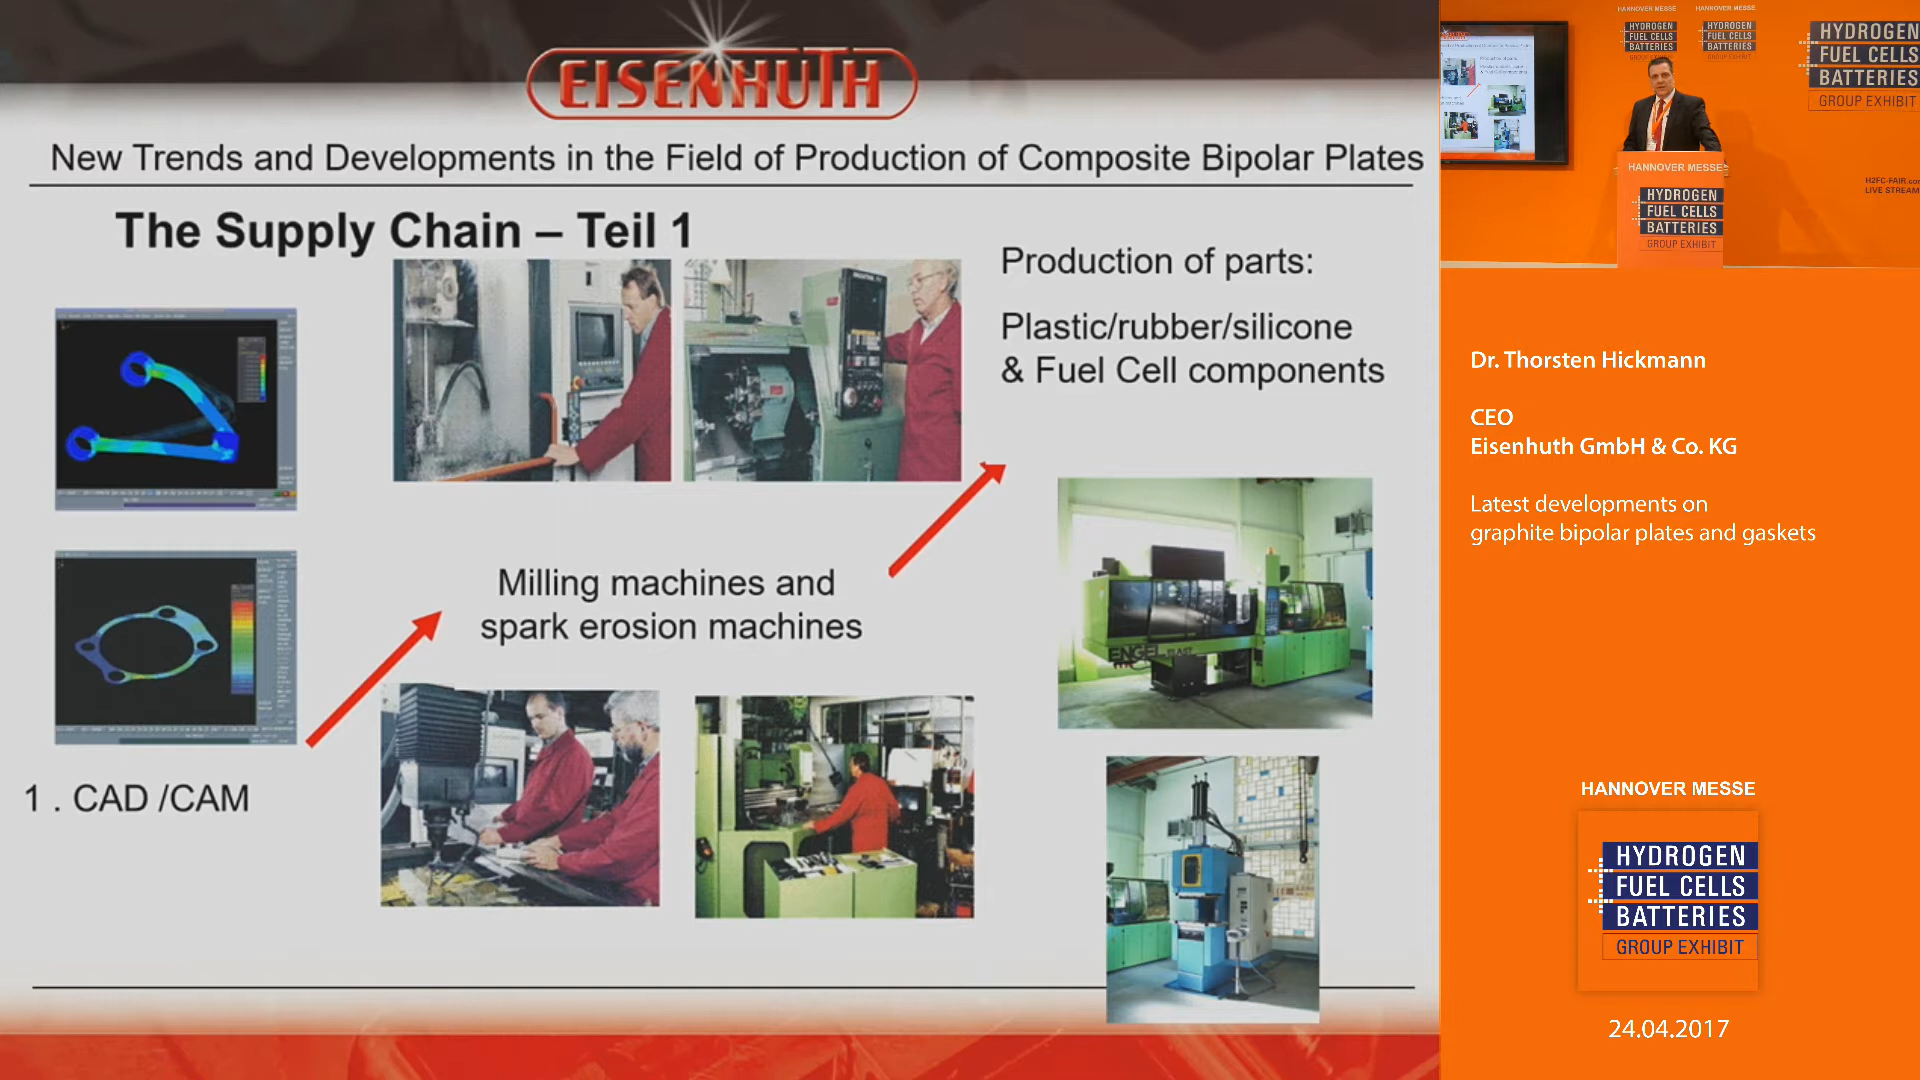 EISENHUTH
New Trends and Developments in the Field of Production of Composite Bipolar Plates
The Supply Chain – Teil 1
Production of parts:
Plastic/rubber/silicone
& Fuel Cell components
Milling machines and
spark erosion machines
ENGEL
1 . CAD /CAM
HANNOVER MESSE
HYDROGEN
FUEL CELLS
BATTERIES
GROUP EXHIBIT
HANNOVER MESSE
HYDROGEN
FUEL CELLS
BATTERIES
HYDROGEN
FUEL CELLS
BATTERIES
GROUP EXHIBIT
HANNOVER MESSE
HYDROGEN
FUEL CELLS
BATTERIES
GROUP EXHIBIT
H2FC-FAIR.co
LIVE STREAM
Dr. Thorsten Hickmann
CEO
Eisenhuth GmbH & Co. KG
Latest developments on
graphite bipolar plates and gaskets
HANNOVER MESSE
HYDROGEN
FUEL CELLS
BATTERIES
GROUP EXHIBIT
24.04.2017